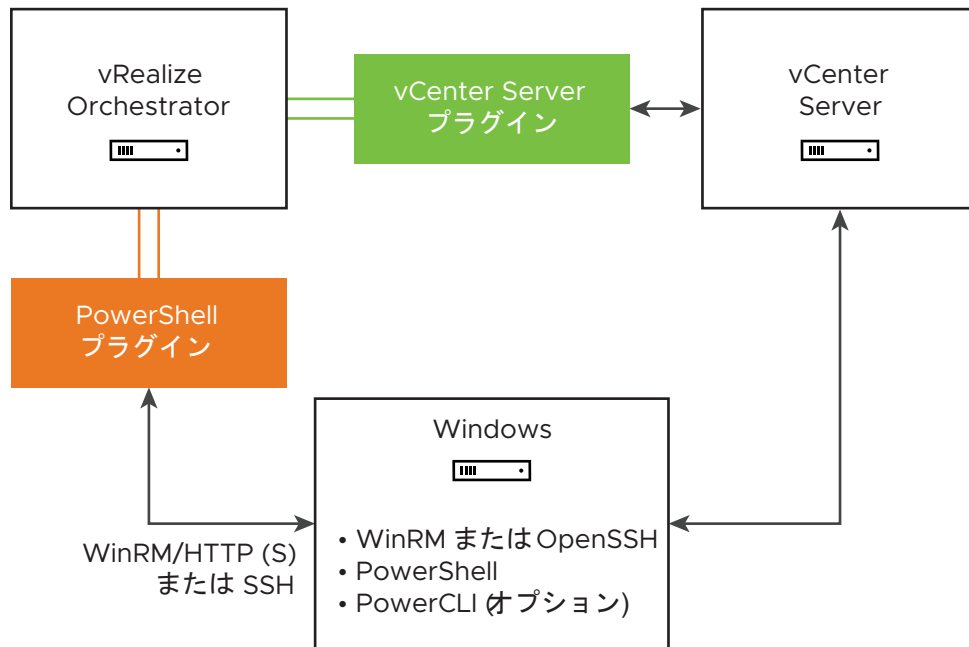 vRealize
Orchestrator
vCenter Server
プラグイン
vCenter
Server
PowerShell
プラグイン
Windows
WinRM/HTTP (S)
または SSH
• WinRM または OpenSSH
• PowerShell
• PowerCLI (オプション)